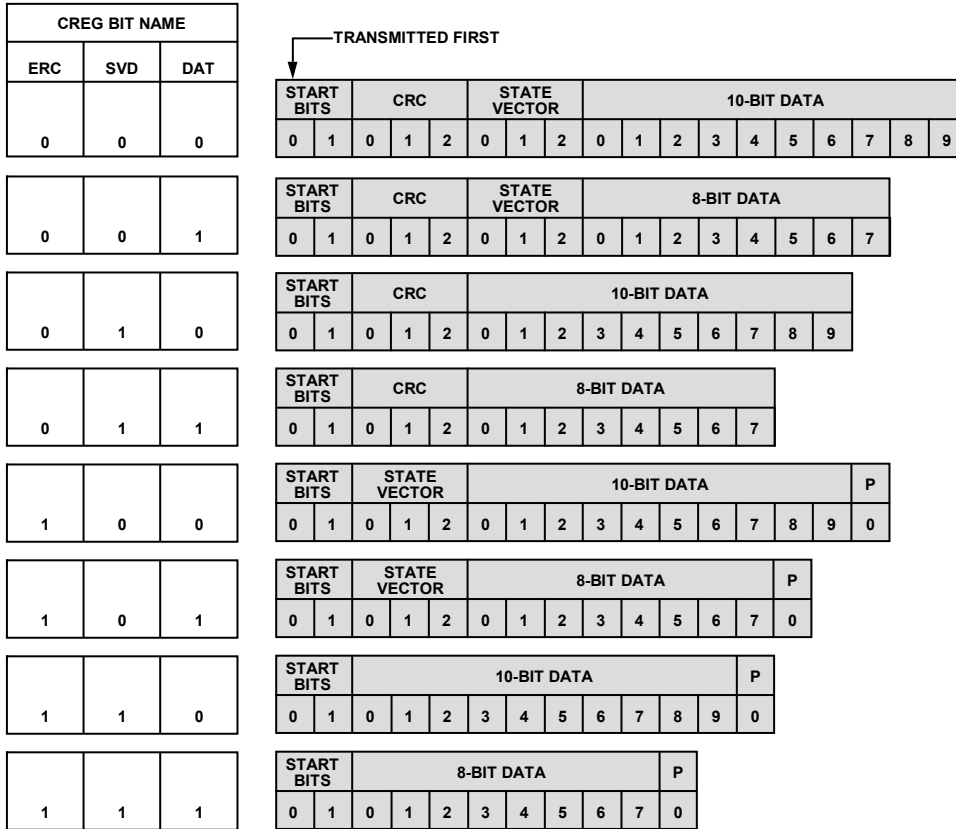 CREG BIT NAME
ERC SVD DAT
TRANSMITTED FIRST
START BITS CRC STATE VECTOR 10-BIT DATA
0 0 0 0 1 0 1 2 0 1 2 0 1 2 3 4 5 6 7 8 9
START BITS CRC STATE VECTOR 8-BIT DATA
0 0 1 0 1 0 1 2 0 1 2 0 1 2 3 4 5 6 7
START BITS CRC 10-BIT DATA
0 1 0 0 1 0 1 2 0 1 2 3 4 5 6 7 8 9
START BITS CRC 8-BIT DATA
0 1 1 0 1 0 1 2 0 1 2 3 4 5 6 7
START BITS STATE VECTOR 10-BIT DATA P
1 0 0 0 1 0 1 2 0 1 2 3 4 5 6 7 8 9 0
START BITS STATE VECTOR 8-BIT DATA P
1 0 1 0 1 0 1 2 0 1 2 3 4 5 6 7 0
START BITS 10-BIT DATA P
1 1 0 0 1 0 1 2 3 4 5 6 7 8 9 0
START BITS 8-BIT DATA P
1 1 1 0 1 0 1 2 3 4 5 6 7 0